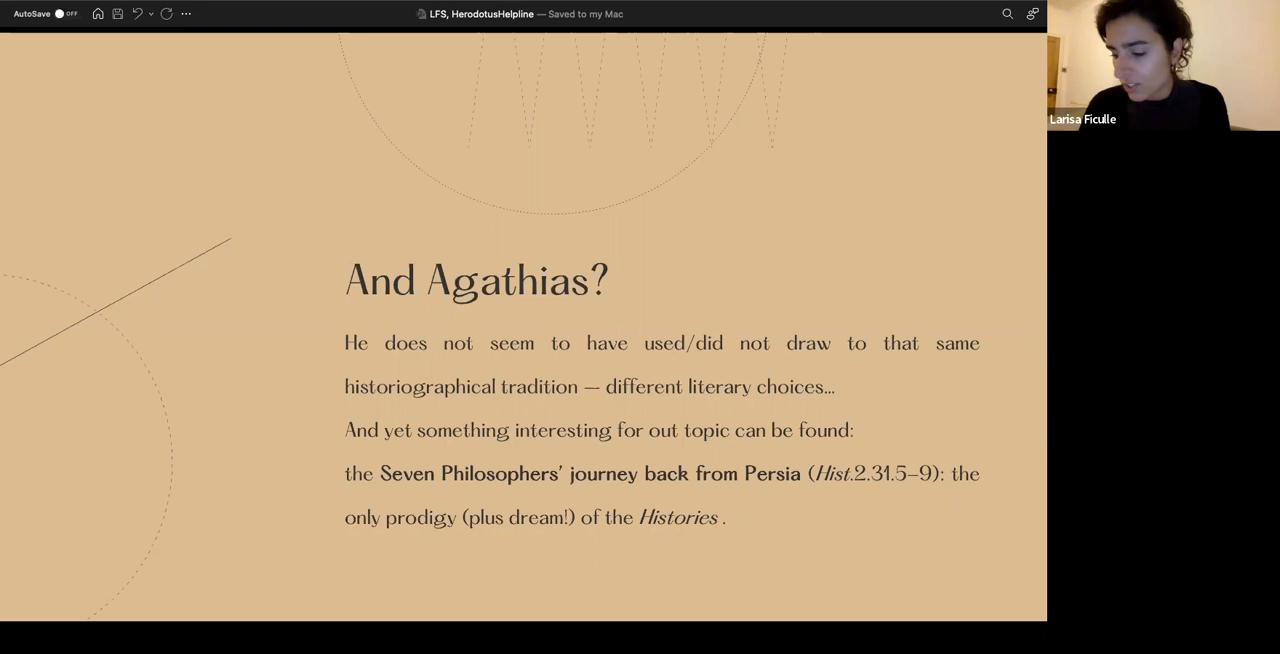 AutoSave OFF
LFS, HerodotusHelpline — Saved to my Mac
Larisa Ficulle
And Agathias?
He does not seem to have used/did not draw to that same
historiographical tradition — different literary choices...
And yet something interesting for out topic can be found:
the Seven Philosophers' journey back from Persia (Hist.2.31.5–9): the
only prodigy (plus dream!) of the Histories .